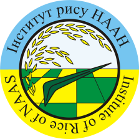 Інститут рису НААН
Institute of Rice of NAAS